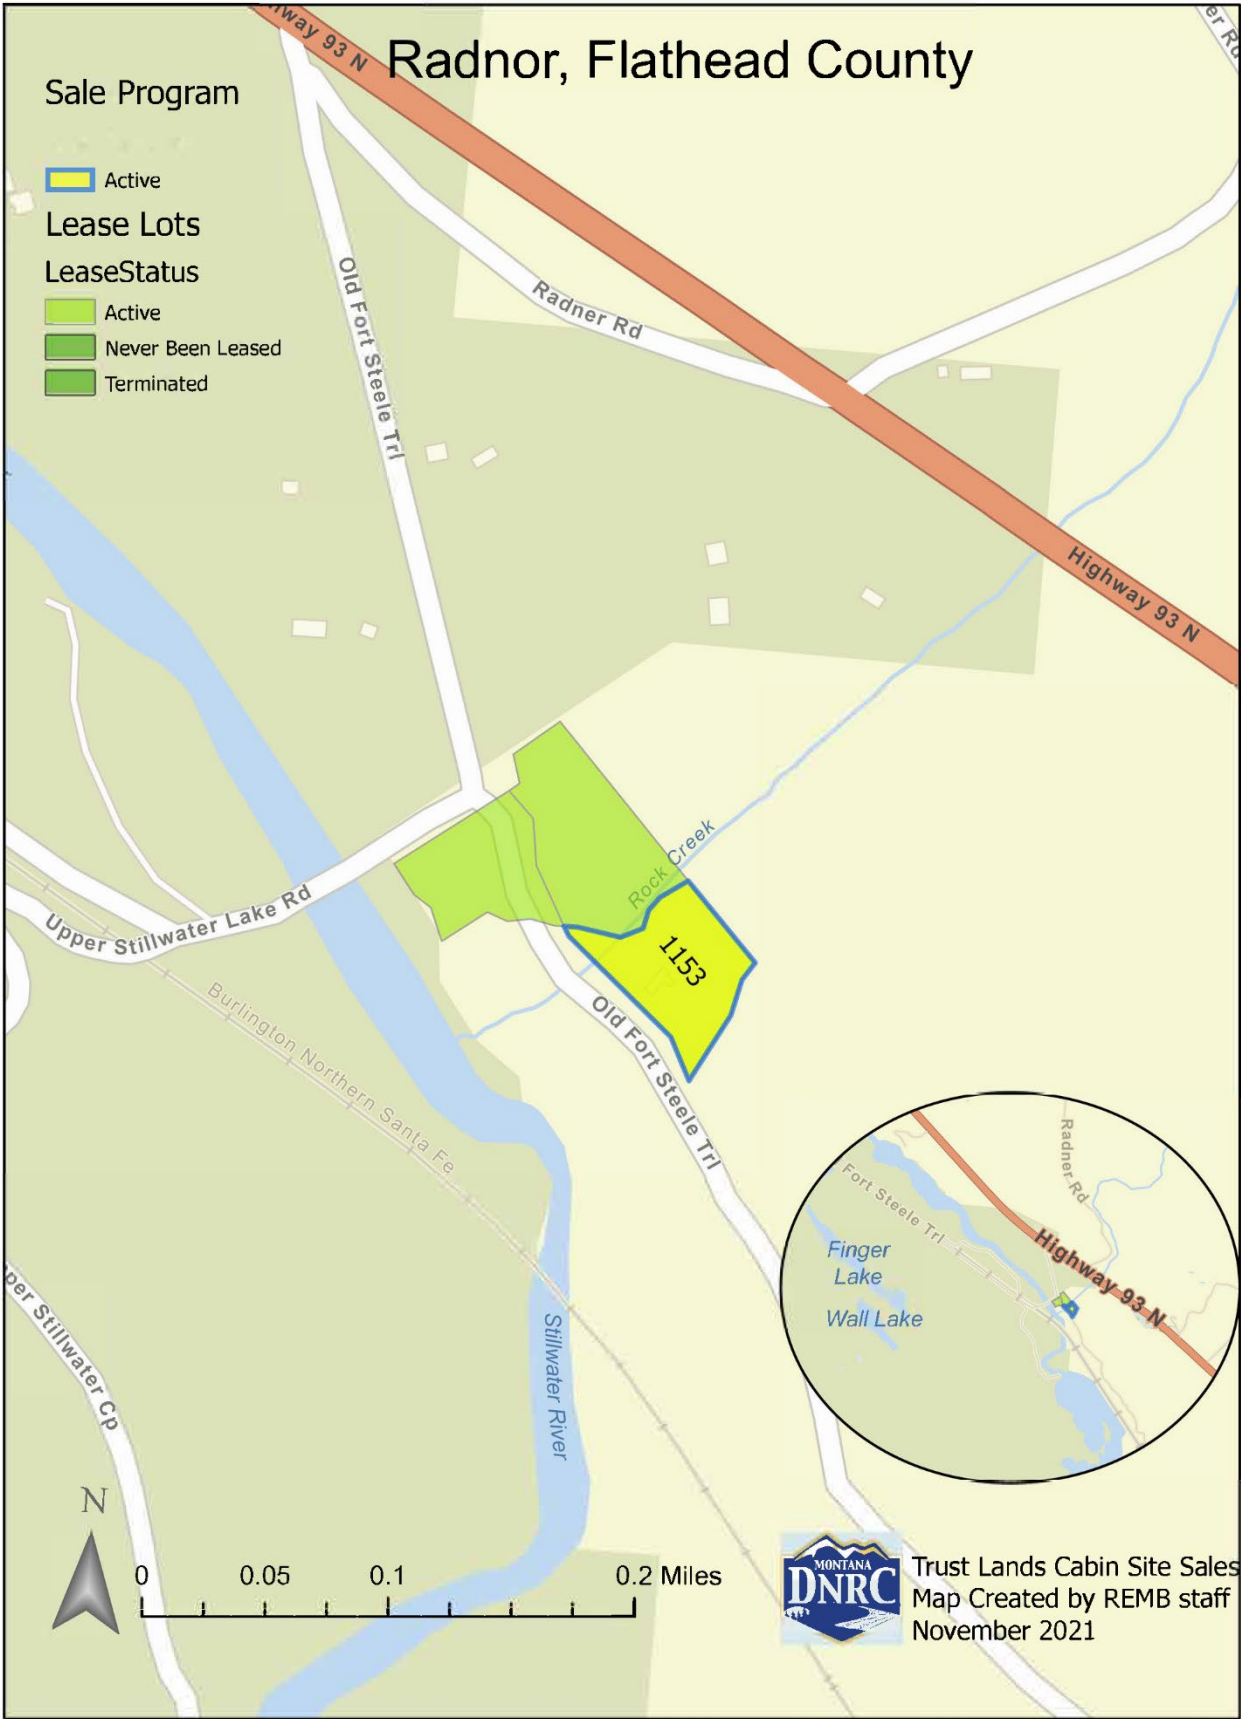 Radnor, Flathead County
Sale Program
Active
Lease Lots
LeaseStatus
Active
Never Been Leased
Terminated
Highway 93 N
Old Fort Steele Trl
Radner Rd
Highway 93 N
Rock Creek
1153
Upper Stillwater Lake Rd
Burlington Northern Santa Fe
Old Fort Steele Trl
Radner Rd
Fort Steele Trl
Highway 93 N
Finger
Lake
Wall Lake
Stillwater River
per Stillwater Cp
N
0 0.05 0.1 0.2 Miles
MONTANA
DNRC
Trust Lands Cabin Site Sales
Map Created by REMB staff
November 2021